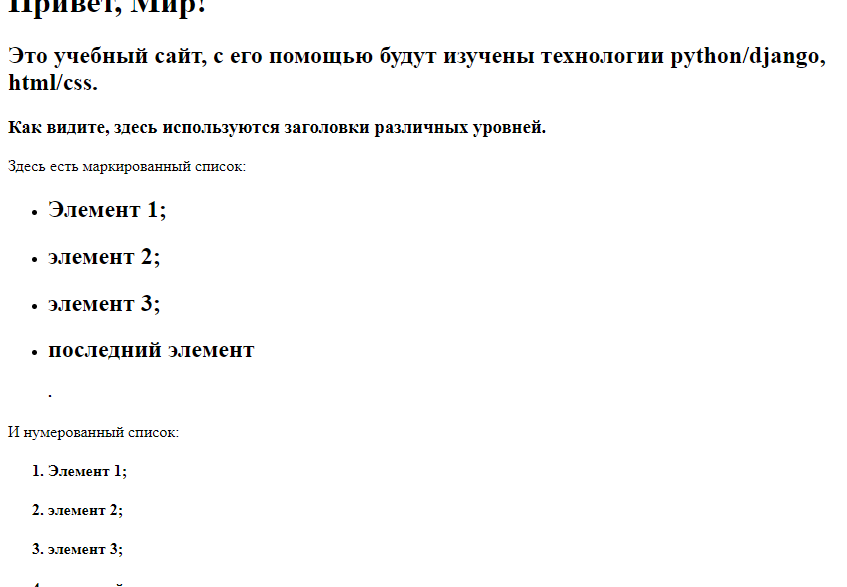 Привет, Мир!
Это учебный сайт, с его помощью будут изучены технологии python/django,
html/css.
Как видите, здесь используются заголовки различных уровней.
Здесь есть маркированный список:
• Элемент 1;
• элемент 2;
• элемент 3;
• последний элемент
.
И нумерованный список:
1. Элемент 1;
2. элемент 2;
3. элемент 3;